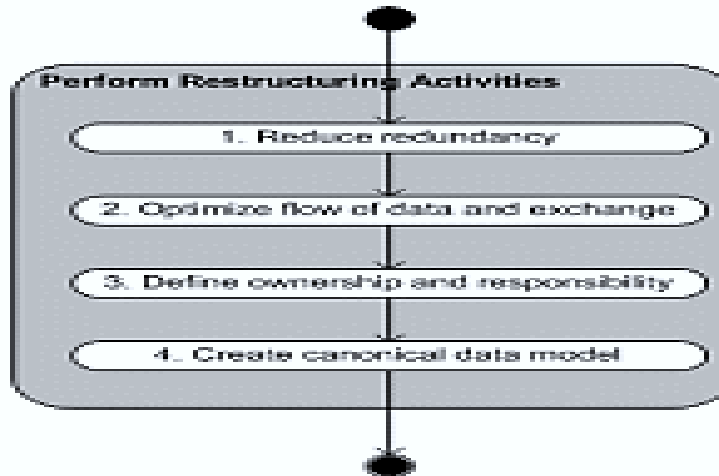 Perform Restructuring Activities
1. Reduce redundancy
2. Optimize flow of data and exchange
3. Define ownership and responsibility
4. Create canonical data model